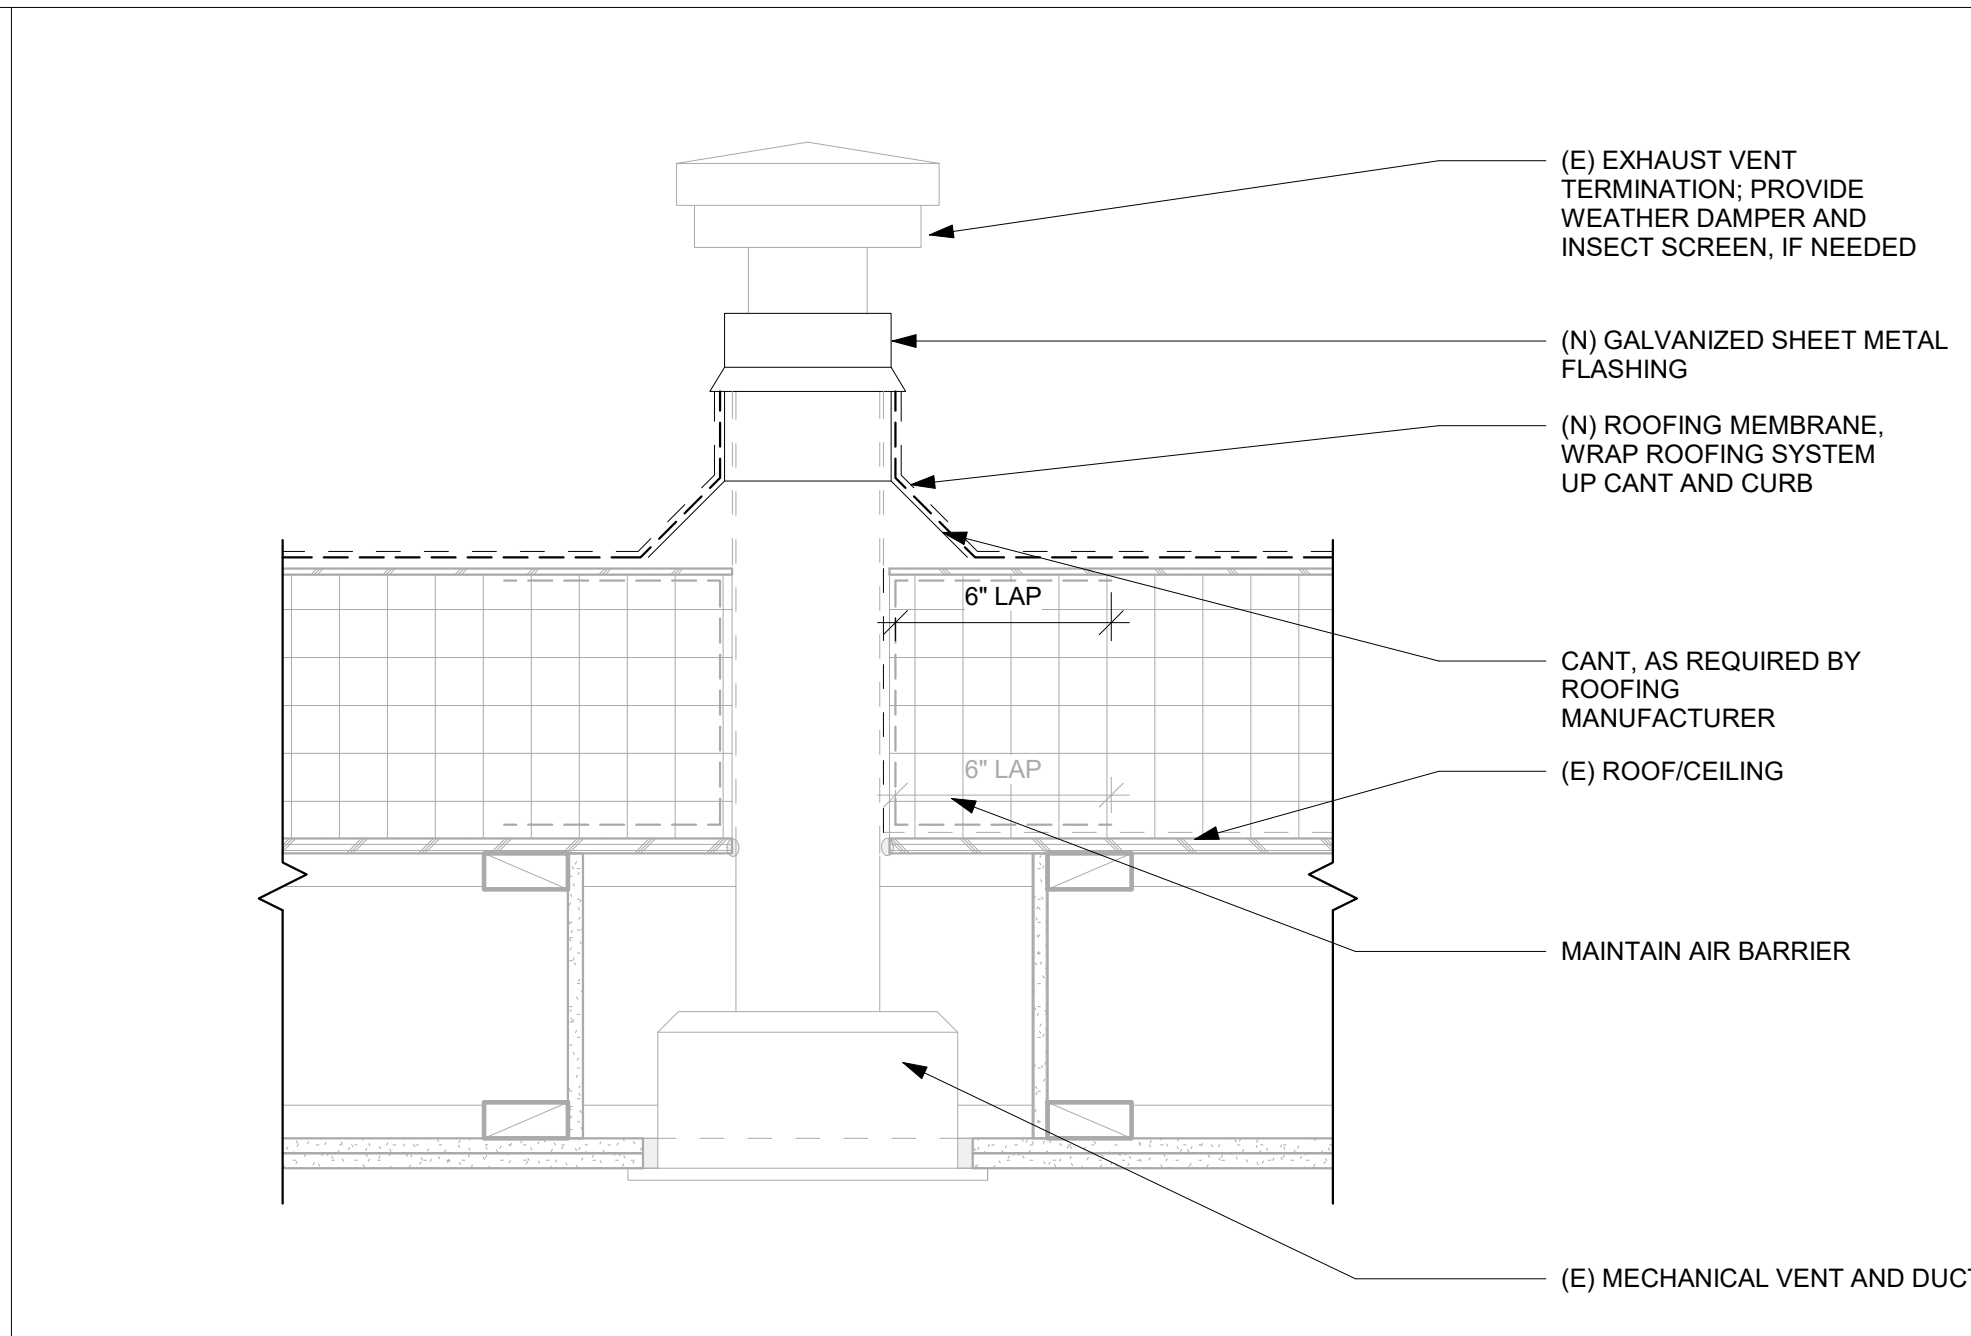 (E) EXHAUST VENT
TERMINATION; PROVIDE
WEATHER DAMPER AND
INSECT SCREEN, IF NEEDED
(N) GALVANIZED SHEET METAL
FLASHING
(N) ROOFING MEMBRANE,
WRAP ROOFING SYSTEM
UP CANT AND CURB
6" LAP
CANT, AS REQUIRED BY
ROOFING
MANUFACTURER
6" LAP
(E) ROOF/CEILING
MAINTAIN AIR BARRIER
(E) MECHANICAL VENT AND DUCT